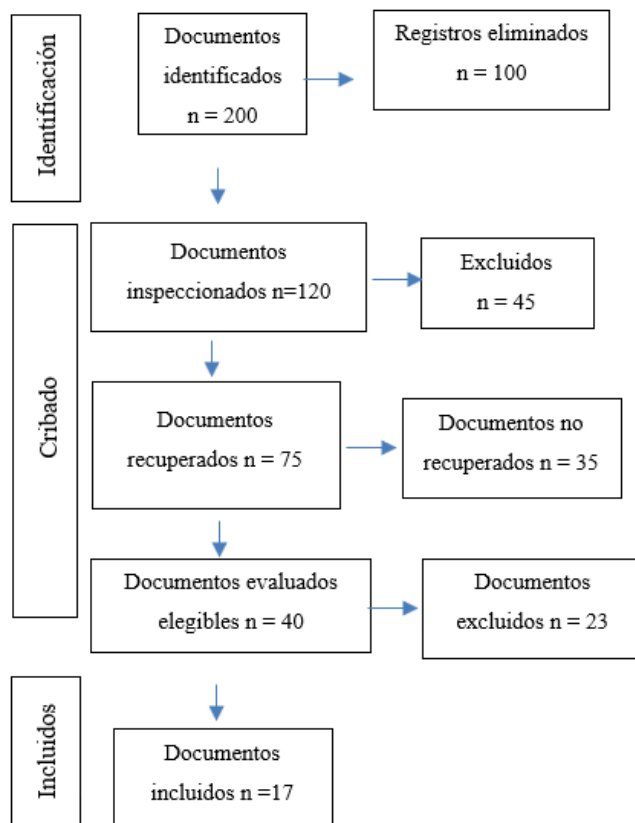 Identificación
Documentos
identificados
n = 200
Registros eliminados
n = 100
Cribado
Documentos
inspeccionados n=120
Excluidos
n = 45
Documentos
recuperados n = 75
Documentos no
recuperados n = 35
Documentos evaluados
elegibles n = 40
Documentos
excluidos n = 23
Incluidos
Documentos
incluidos n =17